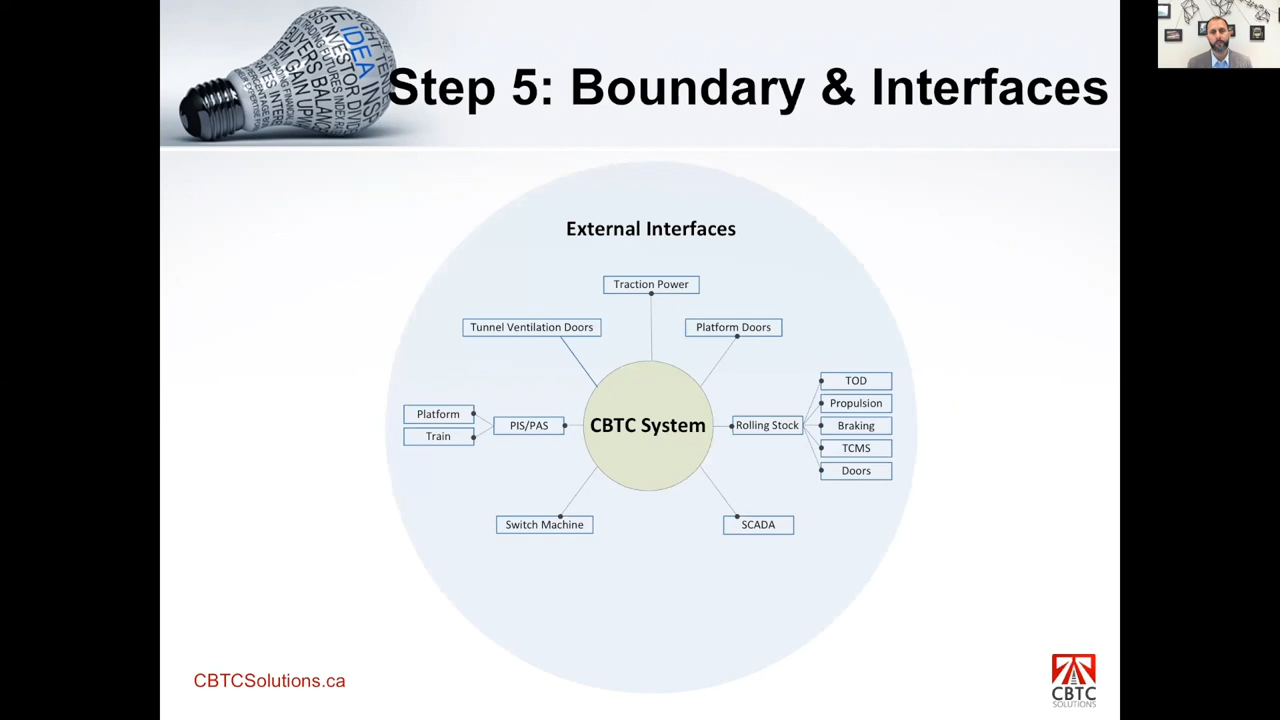 Step 5: Boundary & Interfaces
IDEA
External Interfaces
Traction Power
Tunnel Ventilation Doors
Platform Doors
TOD
Propulsion
Platform
PIS/PAS
CBTC System
Rolling Stock
Braking
Train
TCMS
Doors
Switch Machine
SCADA
CBTCSolutions.ca
CBTC
SOLUTIONS